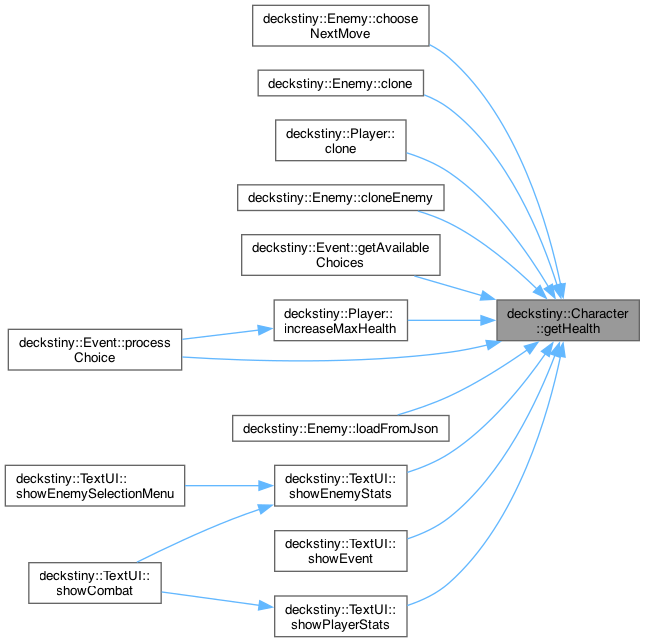 deckstiny::Enemy::choose
NextMove
deckstiny::Enemy::clone
deckstiny::Player::
clone
deckstiny::Enemy::cloneEnemy
deckstiny::Event::getAvailable
Choices
deckstiny::Character
::getHealth
deckstiny::Player::
increaseMaxHealth
deckstiny::Event::process
Choice
deckstiny::Enemy::loadFromJson
deckstiny::TextUI::
showEnemySelectionMenu
deckstiny::TextUI::
showEnemyStats
deckstiny::TextUI::
showEvent
deckstiny::TextUI::
showCombat
deckstiny::TextUI::
showPlayerStats